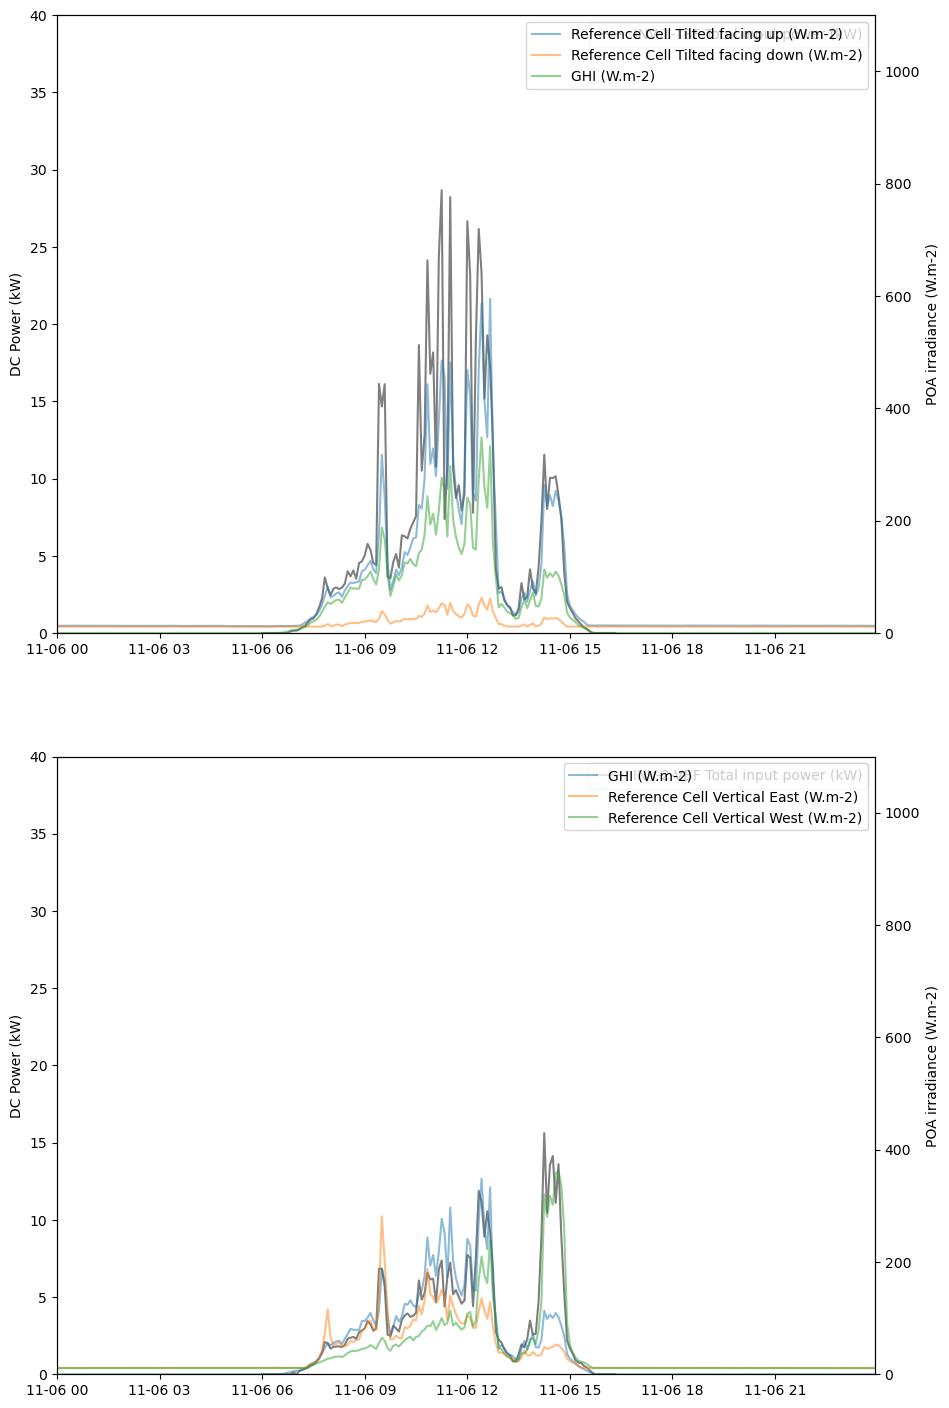 40
35
30
25
20
15
10
5
0
DC Power (kW)
1000
800
600
400
200
0
POA irradiance (W.m-2)
Reference Cell Tilted facing up (W.m-2)
Reference Cell Tilted facing down (W.m-2)
GHI (W.m-2)
11-06 00 11-06 03 11-06 06 11-06 09 11-06 12 11-06 15 11-06 18 11-06 21
40
35
30
25
20
15
10
5
0
DC Power (kW)
1000
800
600
400
200
0
POA irradiance (W.m-2)
GHI (W.m-2) Total input power (kW)
Reference Cell Vertical East (W.m-2)
Reference Cell Vertical West (W.m-2)
11-06 00 11-06 03 11-06 06 11-06 09 11-06 12 11-06 15 11-06 18 11-06 21